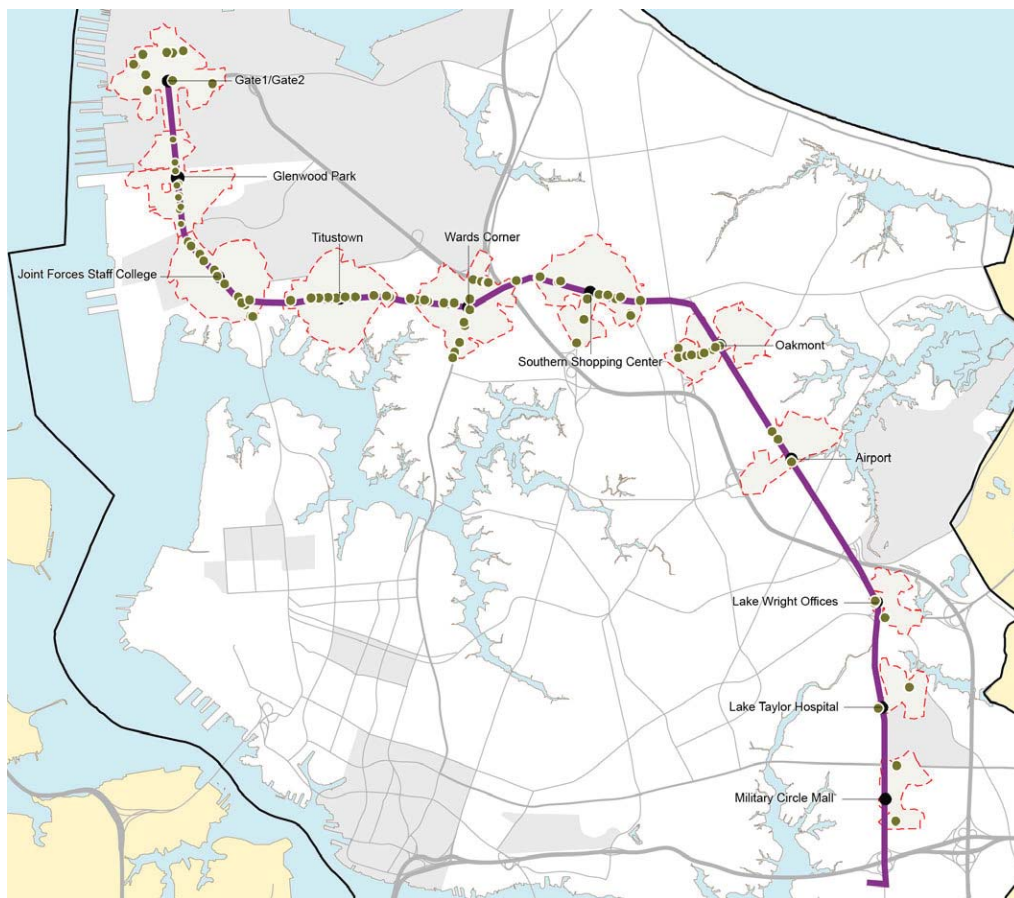 Gate1/Gate2
Glenwood Park
Titustown
Wards Corner
Joint Forces Staff College
Southern Shopping Center
Oakmont
Airport
Lake Wright Offices
Lake Taylor Hospital
Military Circle Mall